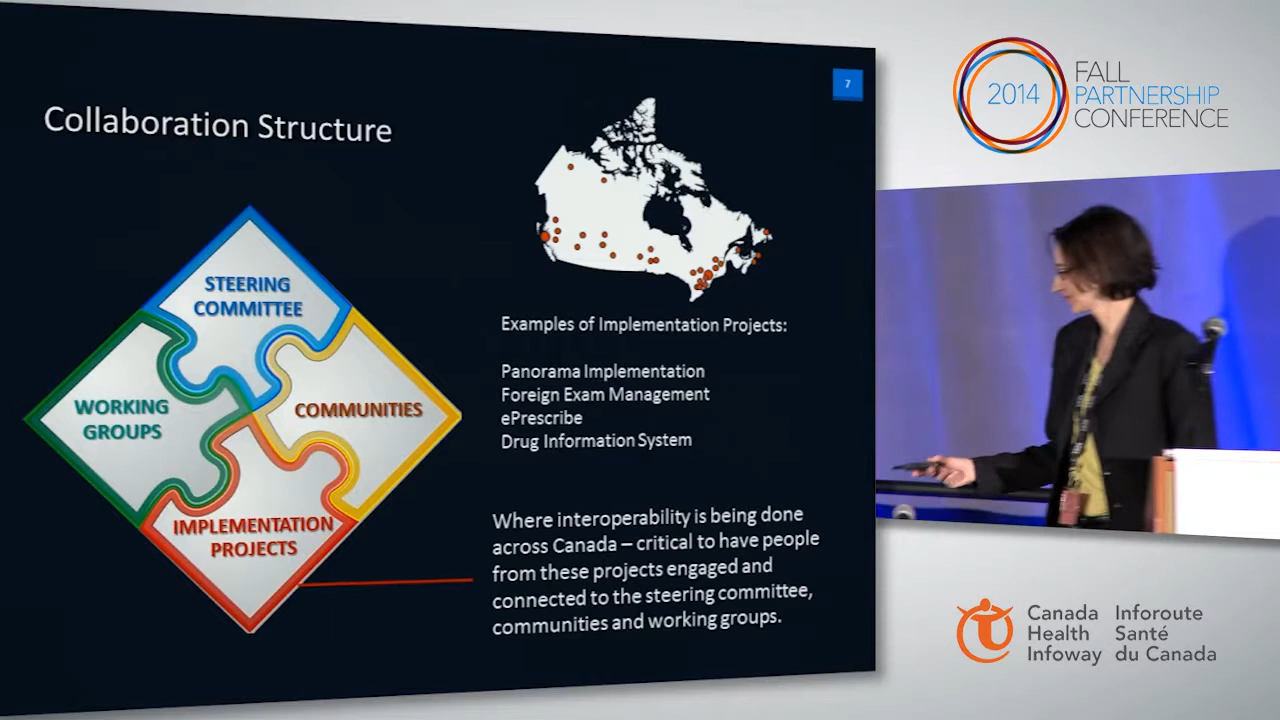 7
Collaboration Structure
STEERING
COMMITTEE
WORKING
GROUPS
COMMUNITIES
IMPLEMENTATION
PROJECTS
Examples of Implementation Projects:
Panorama Implementation
Foreign Exam Management
ePrescribe
Drug Information System
Where interoperability is being done
across Canada – critical to have people
from these projects engaged and
connected to the steering committee,
communities and working groups.
2014
FALL
PARTNERSHIP
CONFERENCE
Canada
Health
Infoway
Inforoute
Santé
du Canada